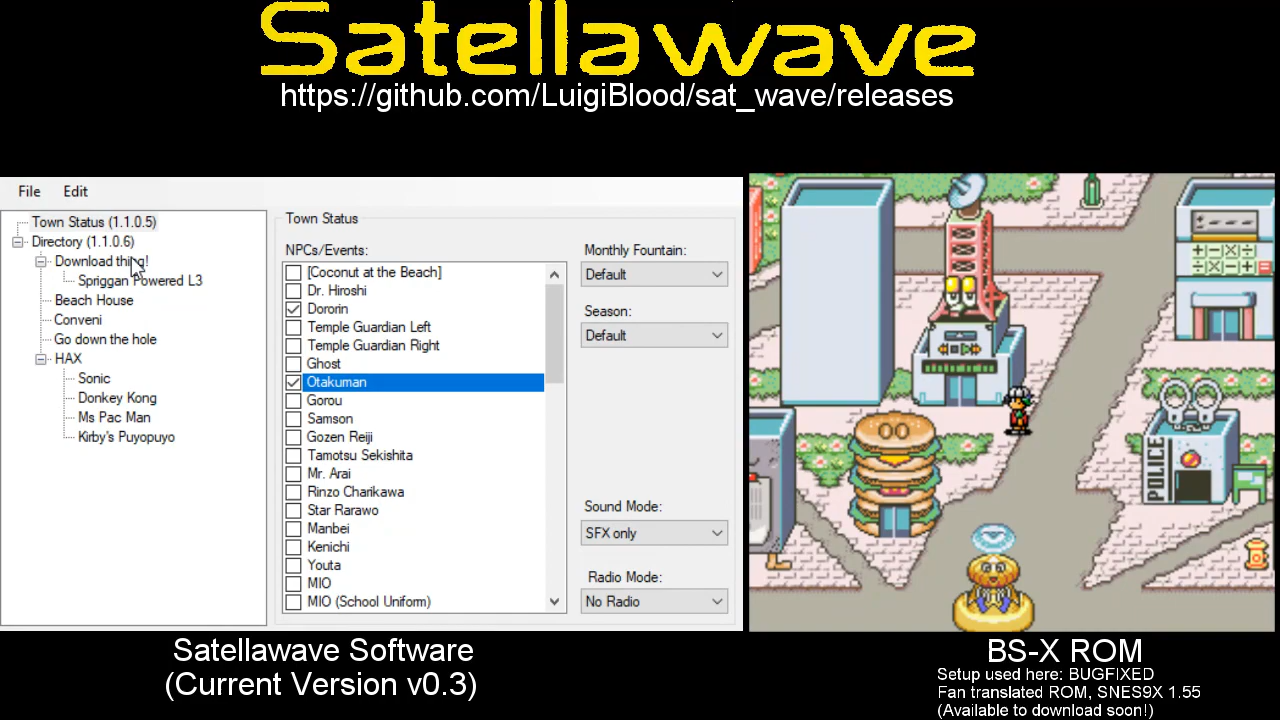 Satellawave
https://github.com/LuigiBlood/sat_wave/releases
File Edit
Town Status (1.1.0.5)
Directory (1.1.0.6)
Download thing!
Spriggan Powered L3
Beach House
Conveni
Go down the hole
HAX
Sonic
Donkey Kong
Ms Pac Man
Kirby's Puyopuyo
Town Status
NPCs/Events:
[Coconut at the Beach]
Dr. Hiroshi
Dororin
Temple Guardian Left
Temple Guardian Right
Ghost
Otakuman
Gorou
Samson
Gozen Reiji
Tamotsu Sekishita
Mr. Arai
Rinzo Charikawa
Star Rarawo
Manbei
Kenichi
Youta
MIO
MIO (School Uniform)
Monthly Fountain:
Default
Season:
Default
Sound Mode:
SFX only
Radio Mode:
No Radio
POLICE
Satellawave Software
(Current Version v0.3)
BS-X ROM
Setup used here: BUGFIXED
Fan translated ROM, SNES9X 1.55
(Available to download soon!)